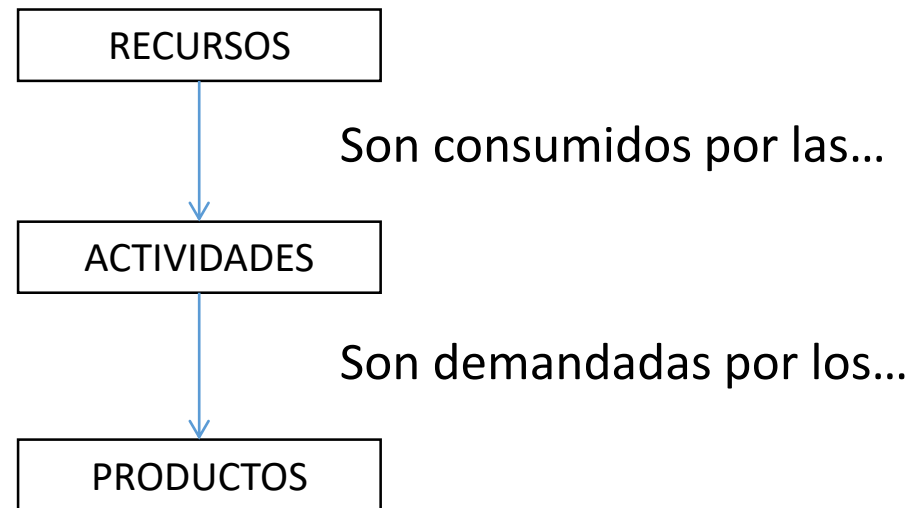 RECURSOS
Son consumidos por las…
ACTIVIDADES
Son demandadas por los…
PRODUCTOS